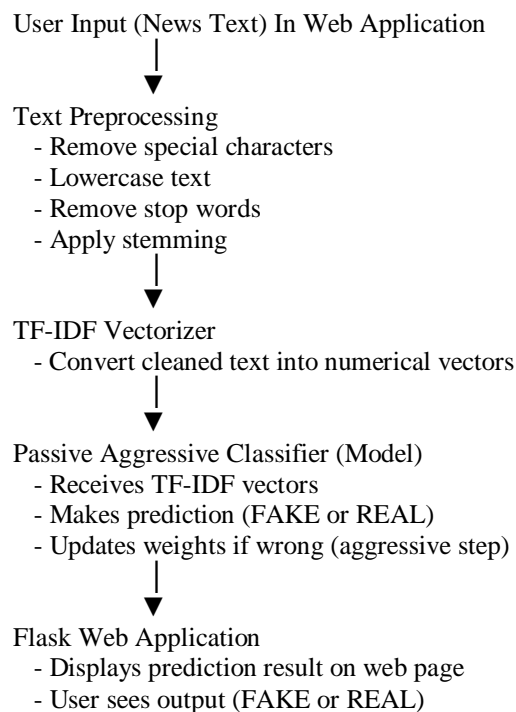 User Input (News Text) In Web Application
Text Preprocessing
- Remove special characters
- Lowercase text
- Remove stop words
- Apply stemming
TF-IDF Vectorizer
- Convert cleaned text into numerical vectors
Passive Aggressive Classifier (Model)
- Receives TF-IDF vectors
- Makes prediction (FAKE or REAL)
- Updates weights if wrong (aggressive step)
Flask Web Application
- Displays prediction result on web page
- User sees output (FAKE or REAL)